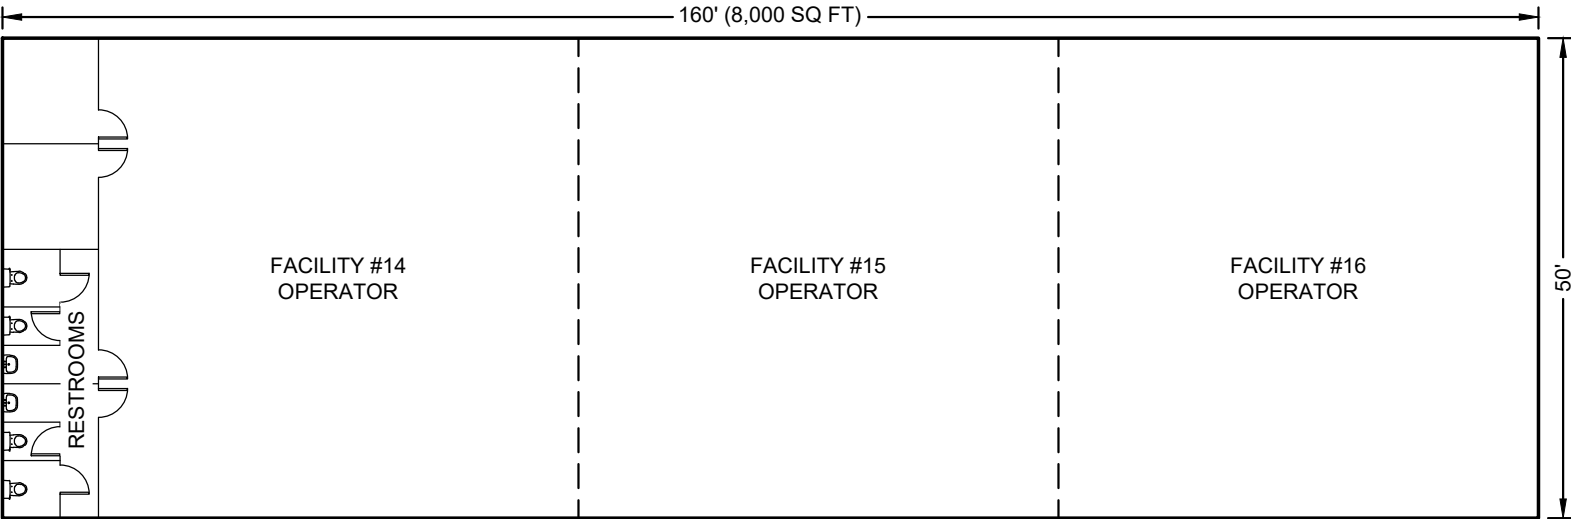 160' (8,000 SQ FT)
FACILITY #14
OPERATOR
FACILITY #15
OPERATOR
FACILITY #16
OPERATOR
50'
RESTROOMS